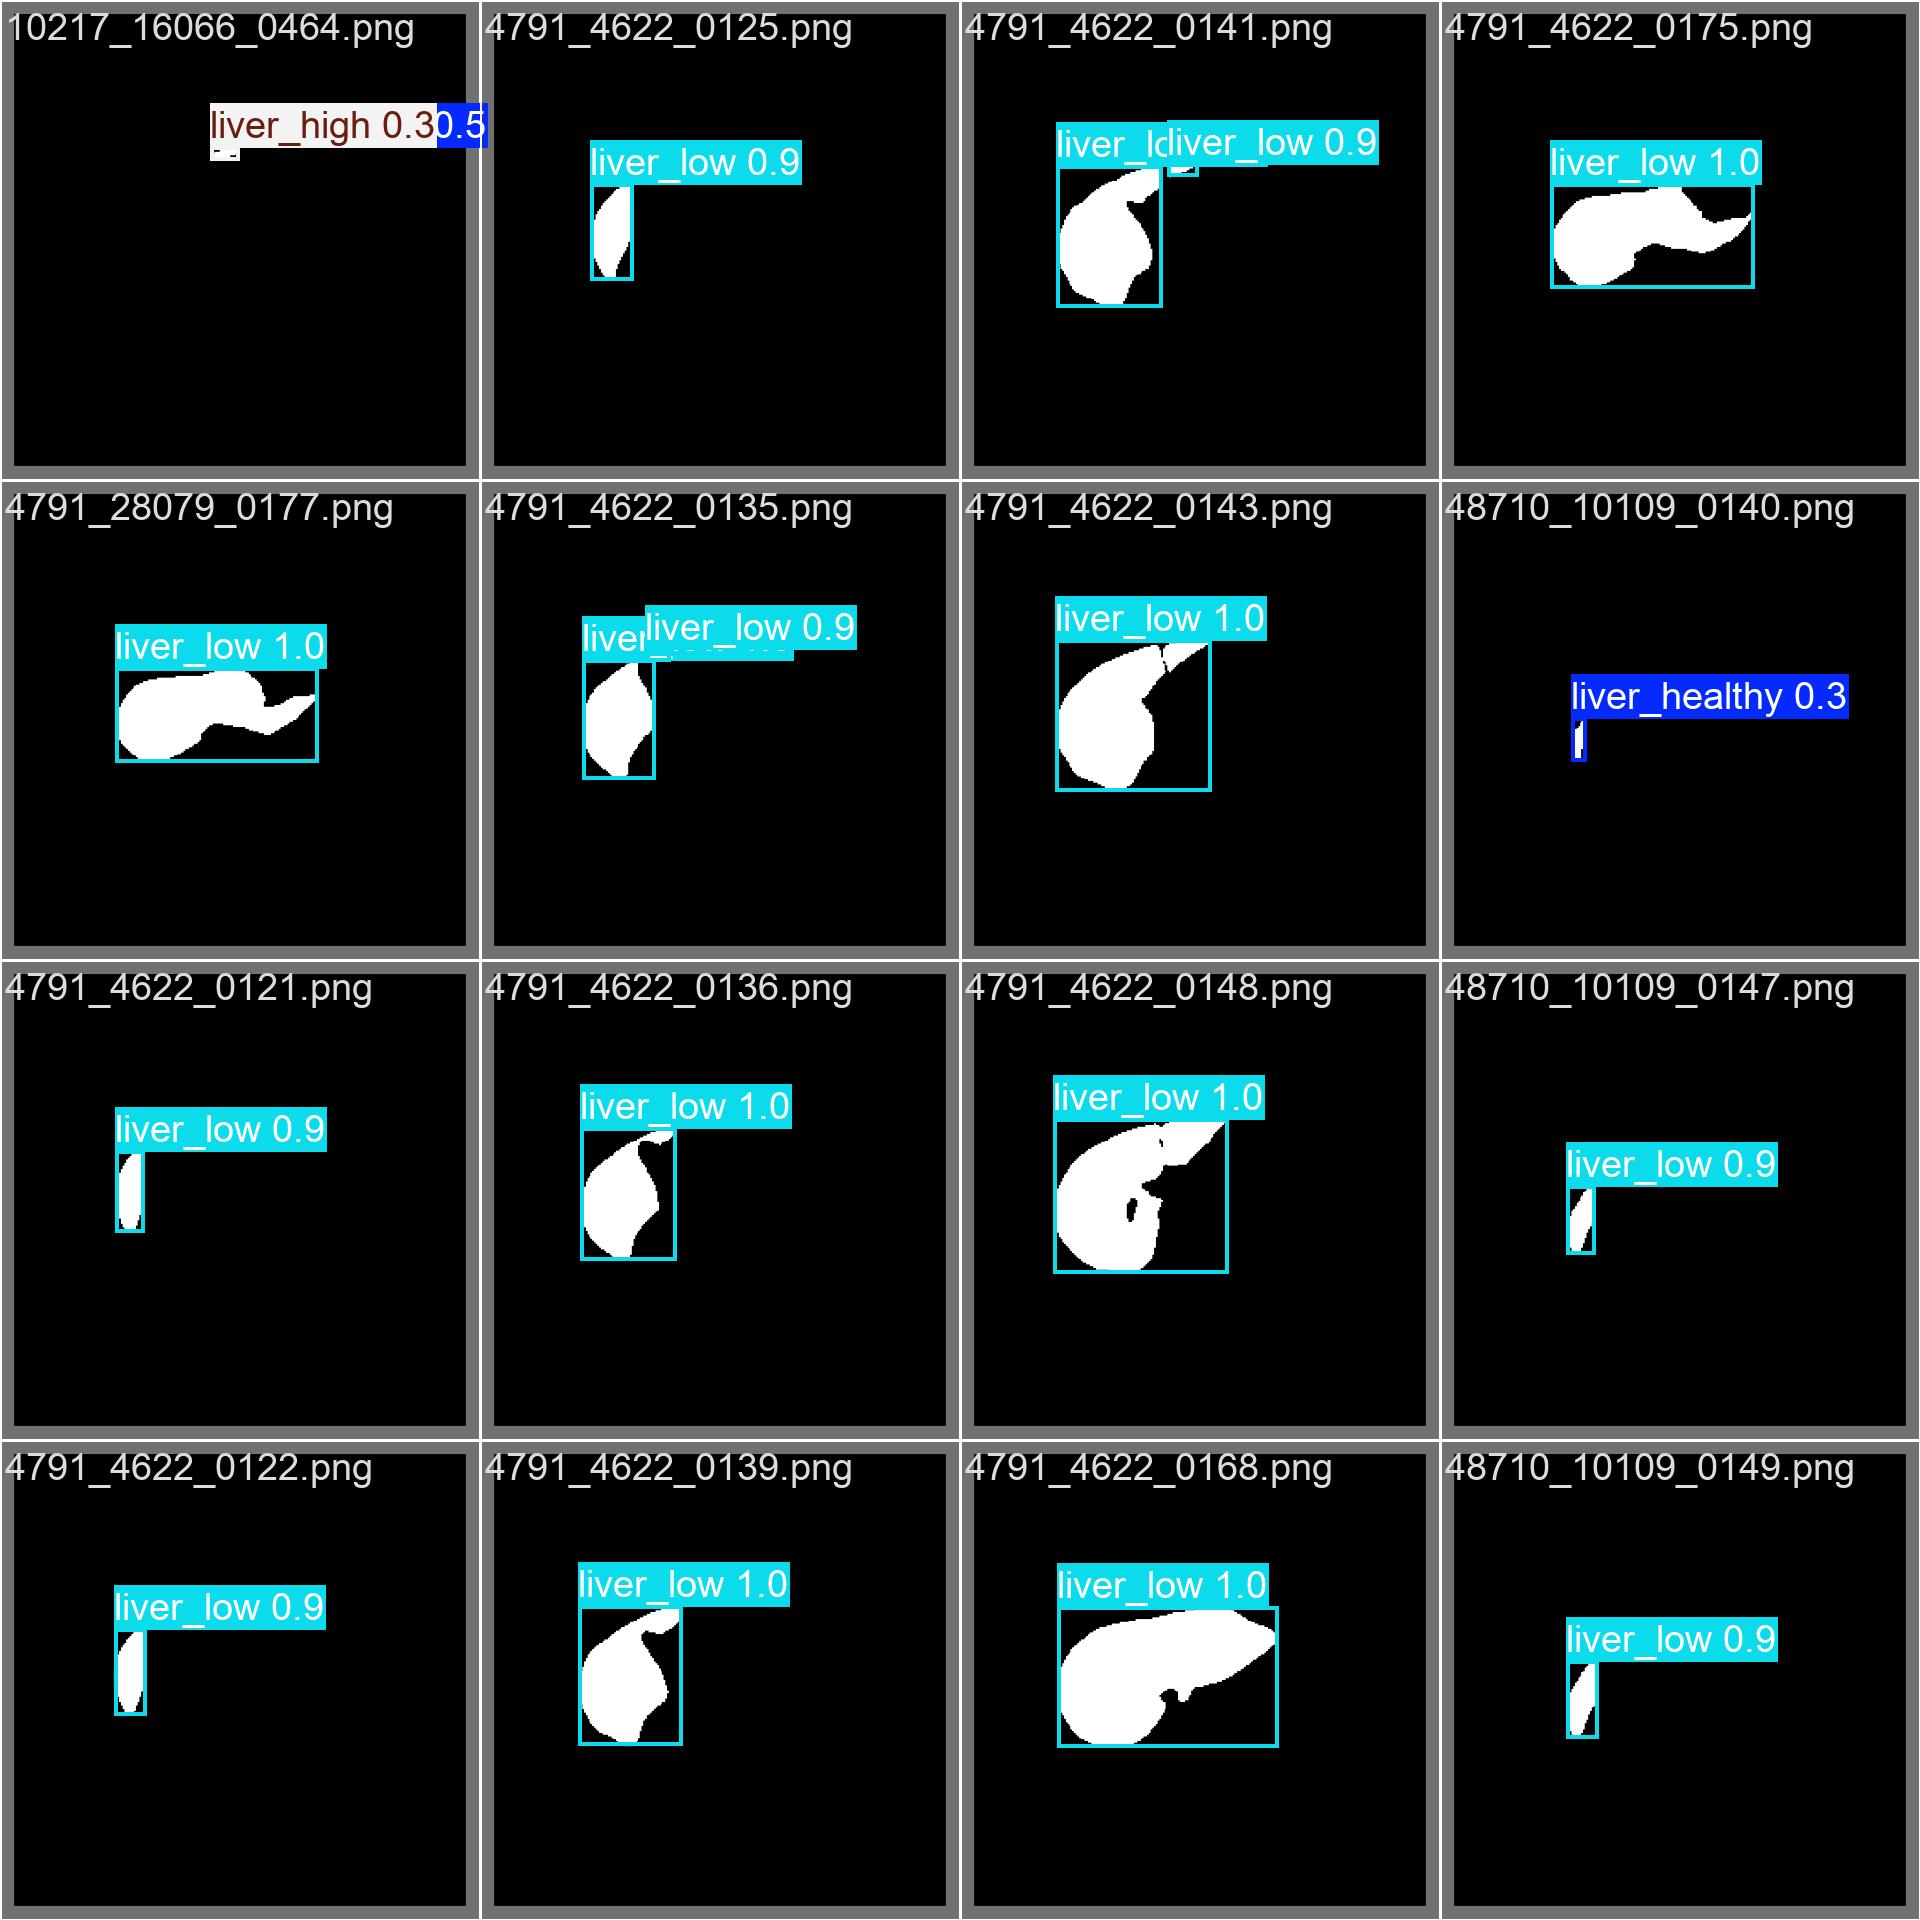 10217_16066_0464.png
liver_high 0.3 0.5
4791_4622_0125.png
liver_low 0.9
4791_4622_0141.png
liver_lo
liver_low 0.9
4791_4622_0175.png
liver_low 1.0
4791_28079_0177.png
liver_low 1.0
4791_4622_0135.png
liver_low 0.9
liver
4791_4622_0143.png
liver_low 1.0
48710_10109_0140.png
liver_healthy 0.3
4791_4622_0121.png
liver_low 0.9
4791_4622_0136.png
liver_low 1.0
4791_4622_0148.png
liver_low 1.0
48710_10109_0147.png
liver_low 0.9
4791_4622_0122.png
liver_low 0.9
4791_4622_0139.png
liver_low 1.0
4791_4622_0168.png
liver_low 1.0
48710_10109_0149.png
liver_low 0.9